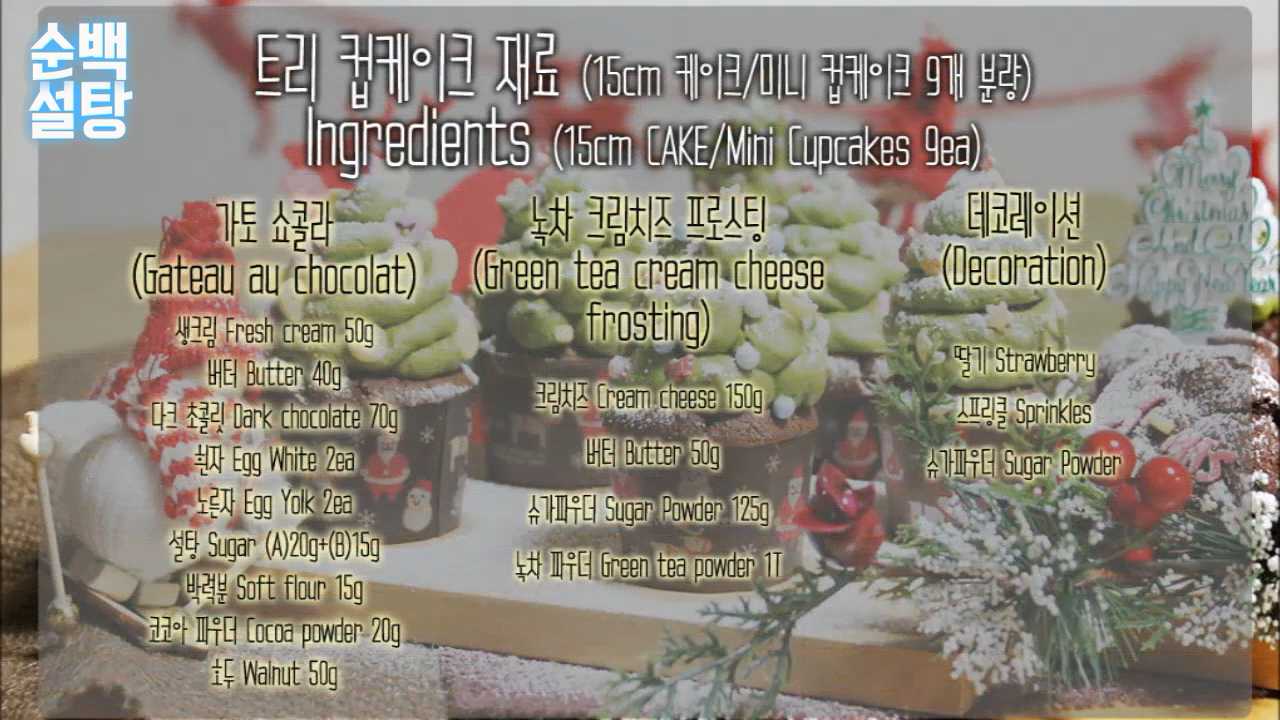 순백
설탕
트리 컵케이크 재료 (15cm 케이크/미니 컵케이크 9개 분량)
Ingredients (15cm CAKE/Mini Cupcakes 9ea)
가토 쇼콜라
(Gateau au chocolat)
생크림 Fresh cream 50g
버터 Butter 40g
다크 초콜릿 Dark chocolate 70g
흰자 Egg White 2ea
노른자 Egg Yolk 2ea
설탕 Sugar (A)20g+(B)15g
박력분 Soft flour 15g
코코아 파우더 Cocoa powder 20g
호두 Walnut 50g
녹차 크림치즈 프로스팅
(Green tea cream cheese
frosting)
크림치즈 Cream cheese 150g
버터 Butter 50g
슈가파우더 Sugar Powder 125g
녹차 파우더 Green tea powder 1T
데코레이션
(Decoration)
딸기 Strawberry
스프링클 Sprinkles
슈가파우더 Sugar Powder
Merry
Christmas
And
Happy New Year